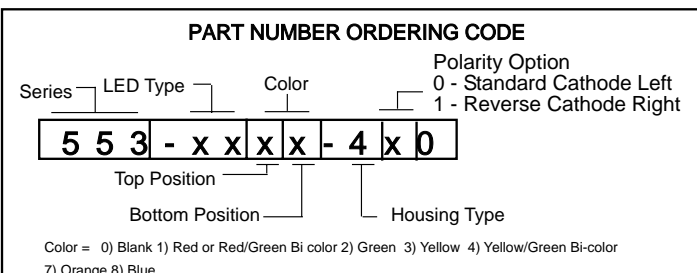 PART NUMBER ORDERING CODE
Polarity Option
0 - Standard Cathode Left
1 - Reverse Cathode Right
Series
LED Type
Color
5 5 3 - x x x x - 4 x 0
Top Position
Bottom Position
Housing Type
Color = 0) Blank 1) Red or Red/Green Bi color 2) Green 3) Yellow 4) Yellow/Green Bi-color
7) Orange 8) Blue